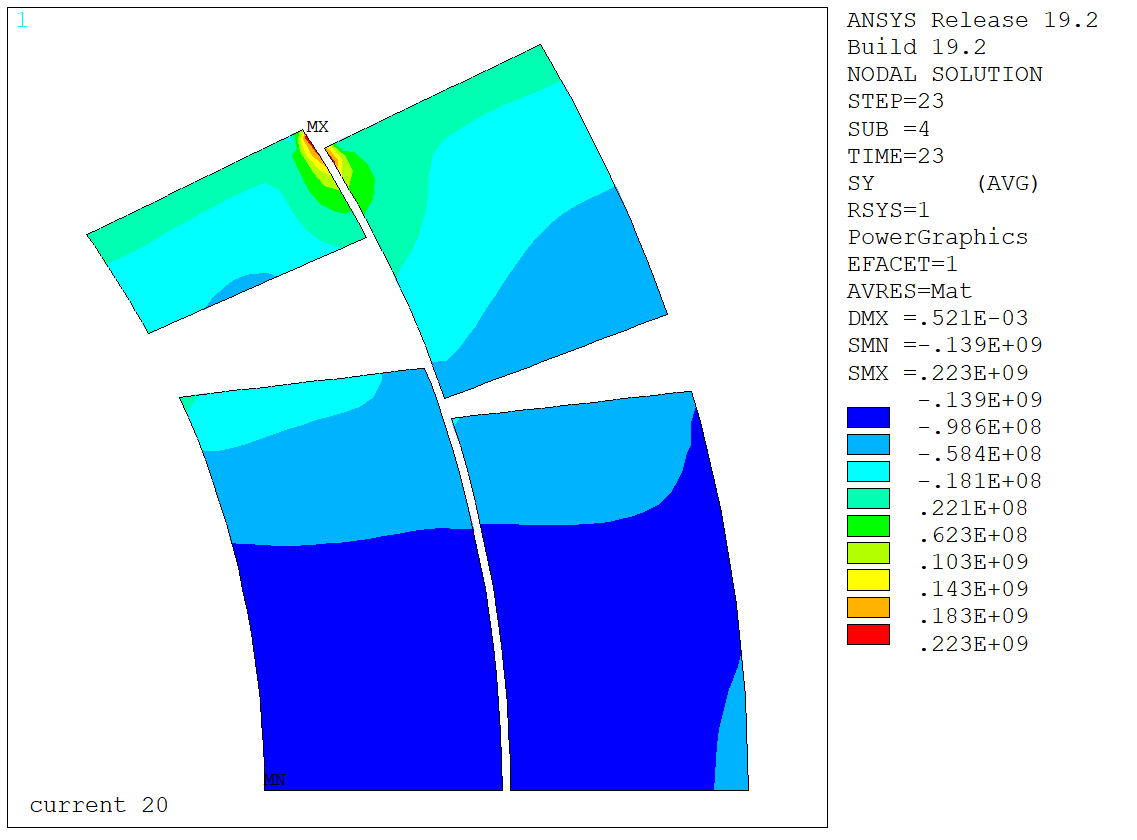 1
ANSYS Release 19.2
Build 19.2
NODAL SOLUTION
STEP=23
SUB =4
TIME=23
SY (AVG)
RSYS=1
PowerGraphics
EFACET=1
AVRES=Mat
DMX =.521E-03
SMN =-.139E+09
SMX =.223E+09
-.139E+09
-.986E+08
-.584E+08
-.181E+08
.221E+08
.623E+08
.103E+09
.143E+09
.183E+09
.223E+09
MX
MN
current 20